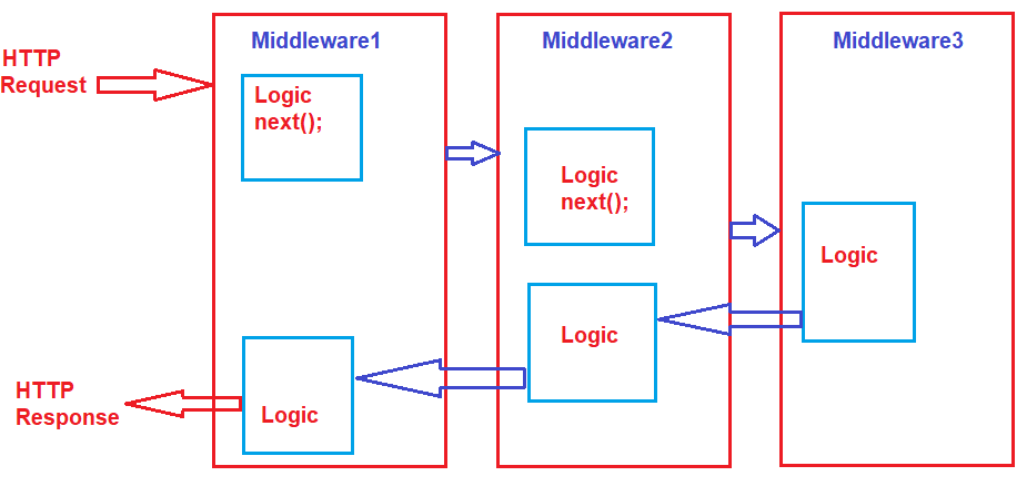 Middleware1
Middleware2
Middleware3
HTTP
Request
Logic
next();
Logic
next();
Logic
Logic
Logic
HTTP
Response